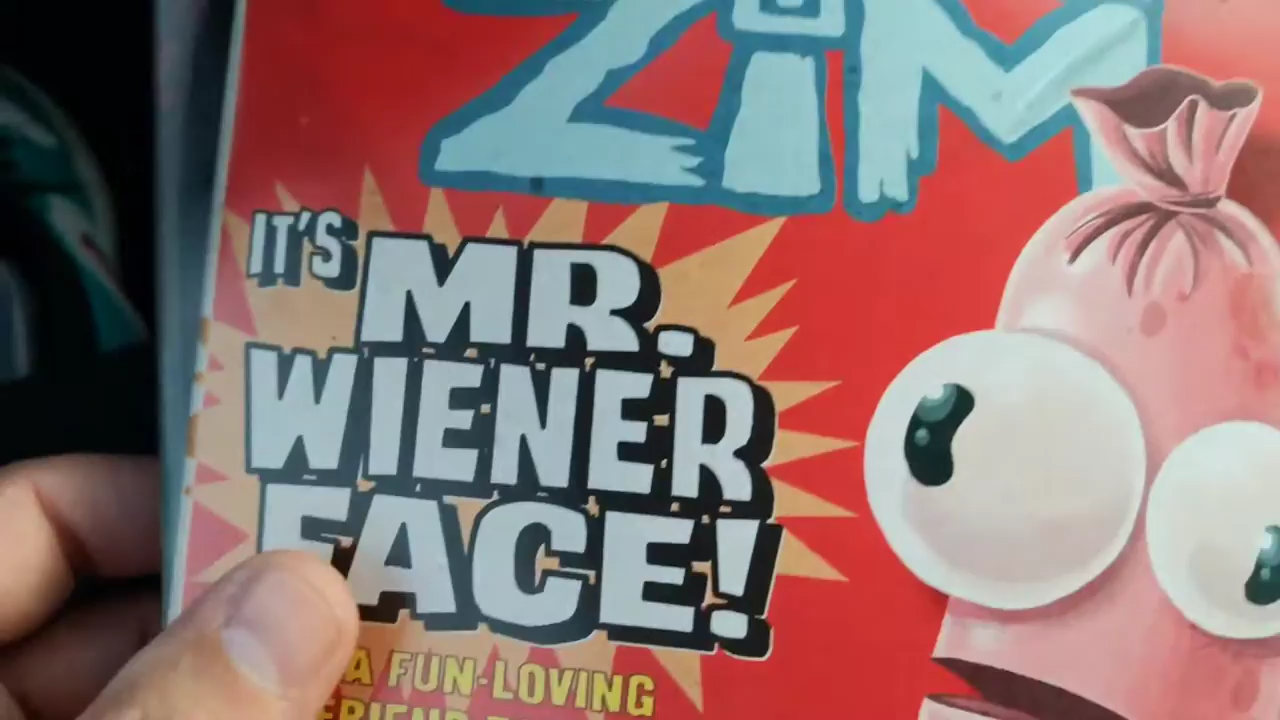 ZIM
IT'S MR.
WIENER
FACE!
A FUN-LOVING